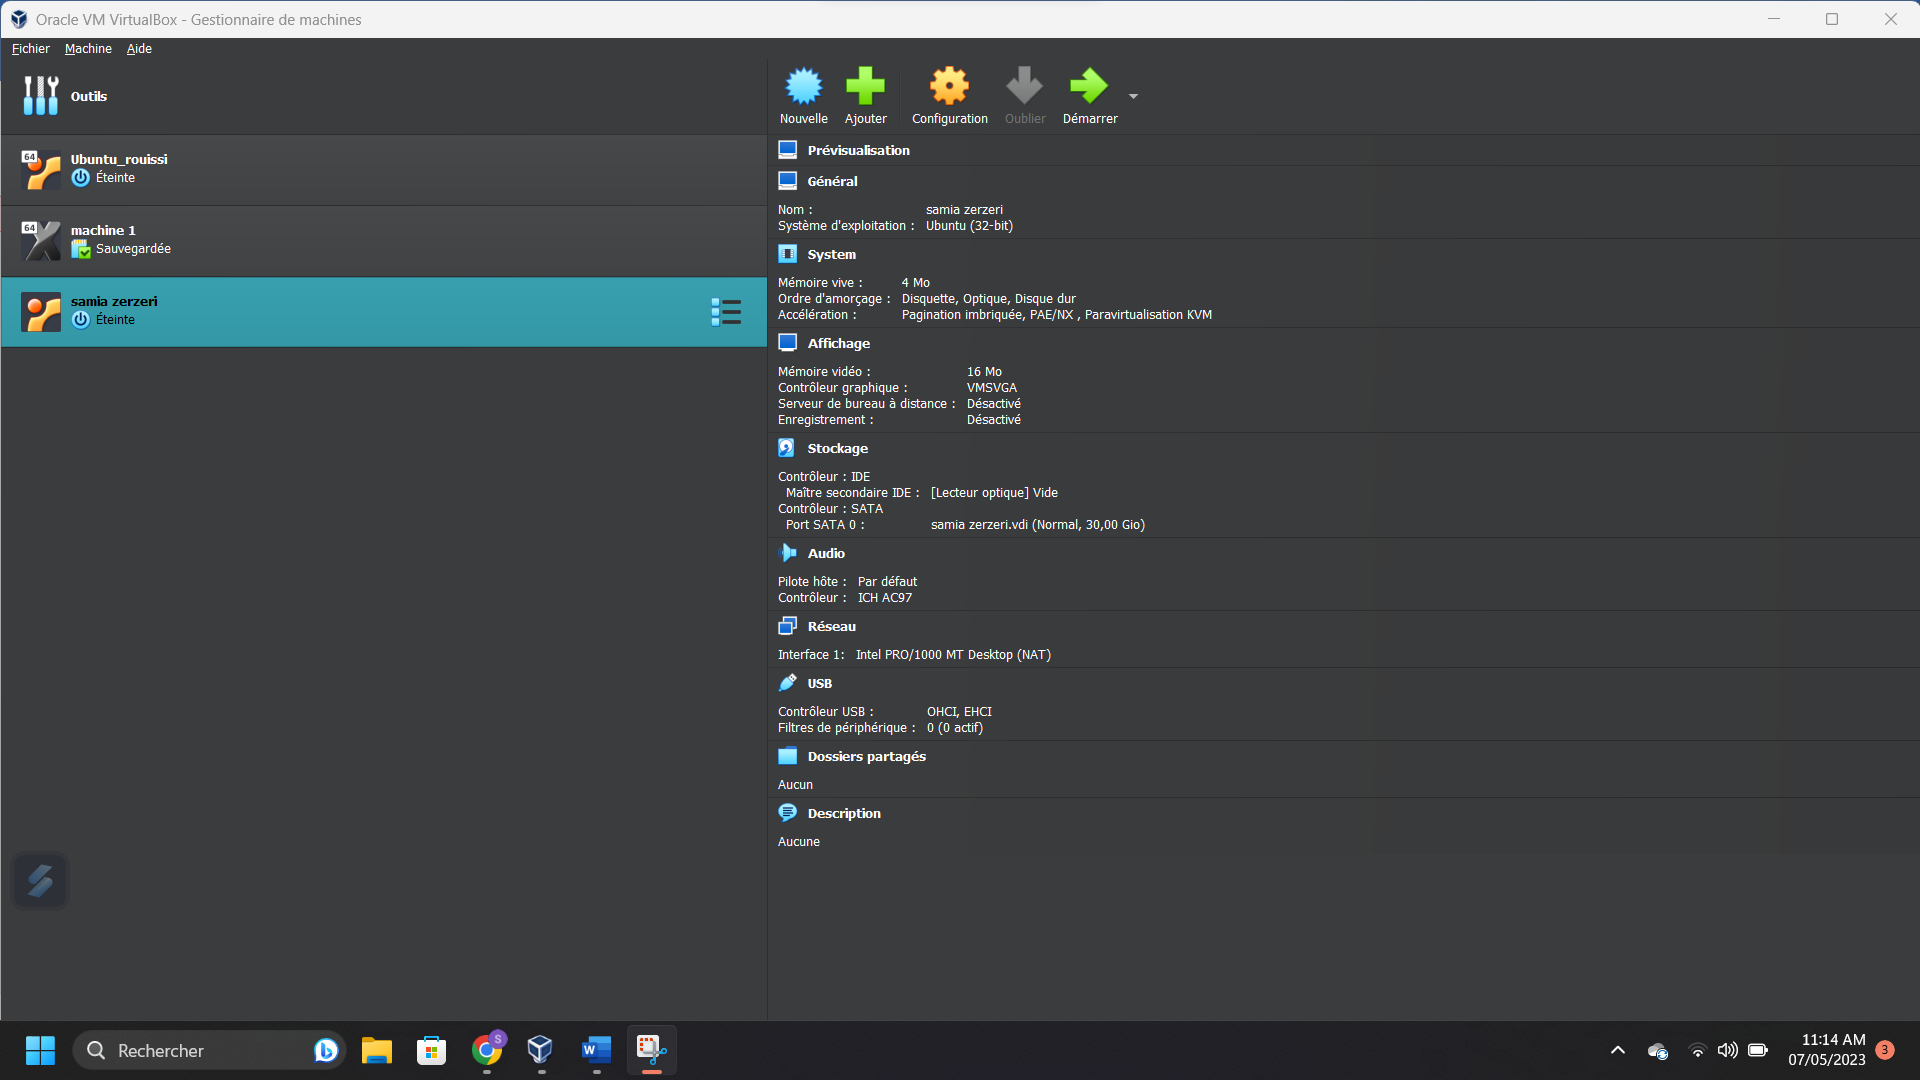 Oracle VM VirtualBox - Gestionnaire de machines
Fichier Machine Aide
Outils
64
Ubuntu_rouissi
Éteinte
64
machine 1
Sauvegardée
samia zerzeri
Éteinte
Nouvelle Ajouter Configuration Oublier Démarrer
Prévisualisation
Général
Nom : samia zerzeri
Système d'exploitation : Ubuntu (32-bit)
System
Mémoire vive : 4 Mo
Ordre d'amorçage : Disquette, Optique, Disque dur
Accélération : Pagination imbriquée, PAE/NX , Paravirtualisation KVM
Affichage
Mémoire vidéo : 16 Mo
Contrôleur graphique : VMSVGA
Serveur de bureau à distance : Désactivé
Enregistrement : Désactivé
Stockage
Contrôleur : IDE
Maître secondaire IDE : [Lecteur optique] Vide
Contrôleur : SATA
Port SATA 0 : samia zerzeri.vdi (Normal, 30,00 Gio)
Audio
Pilote hôte : Par défaut
Contrôleur : ICH AC97
Réseau
Interface 1: Intel PRO/1000 MT Desktop (NAT)
USB
Contrôleur USB : OHCI, EHCI
Filtres de périphérique : 0 (0 actif)
Dossiers partagés
Aucun
Description
Aucune
Rechercher
S
W
11:14 AM
07/05/2023
3